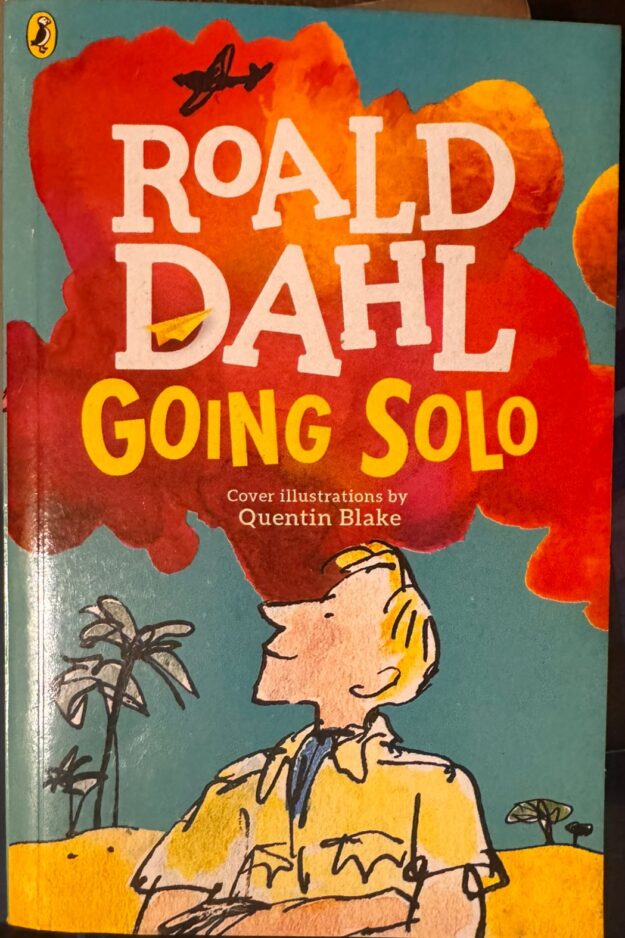 ROALD
DAHL
GOING SOLO
Cover illustrations by
Quentin Blake